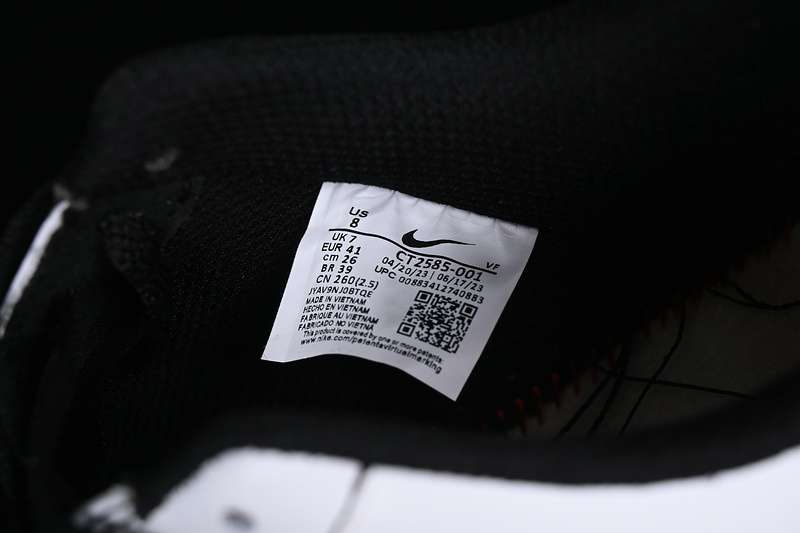 US
8
UK 7
EUR 41
cm 26
BR 39
CN 260(2.5)
JYAV9NJ0BTQE
MADE IN VIETNAM
HECHO EN VIETNAM
FABRIQUE AU VIETNAM
FABRICADO NO VIETNA
This product is covered by one or more patents:
www.nike.com/patentavirtualmerking
VF
CT2585-001
04/20/23 | 06/17/23
UPC 00883412740883